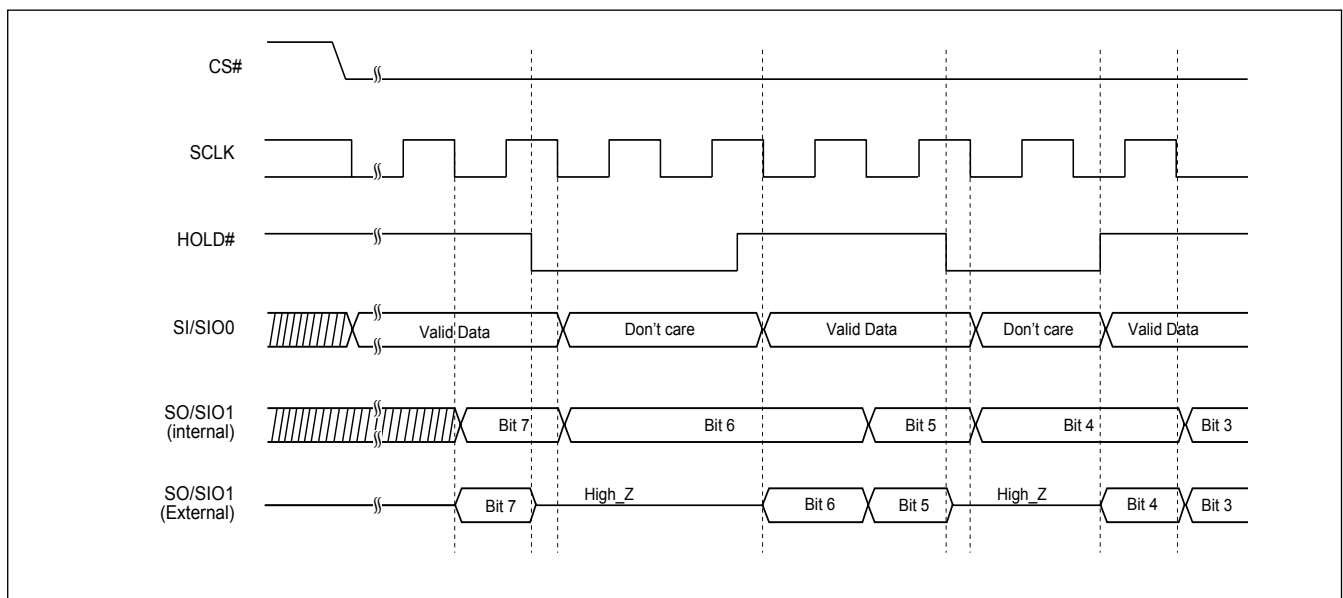 CS#
SCLK
HOLD#
SI/SIO0
Valid Data
Don't care
Valid Data
Don't care
Valid Data
SO/SIO1
(internal)
Bit 7
Bit 6
Bit 5
Bit 4
Bit 3
SO/SIO1
(External)
Bit 7
High_Z
Bit 6
Bit 5
High_Z
Bit 4
Bit 3